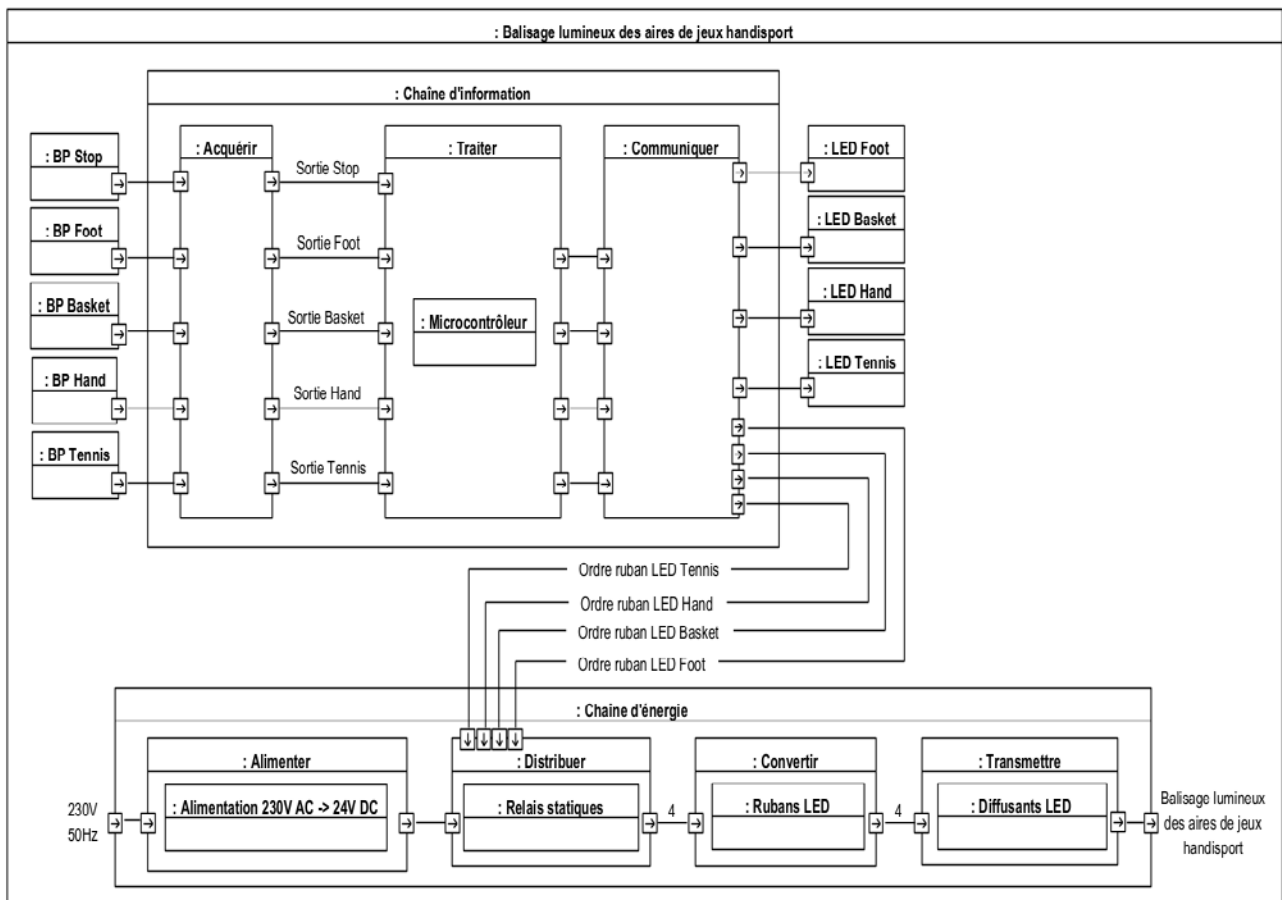 : Balisage lumineux des aires de jeux handisport
: Chaîne d'information
: BP Stop
: Acquérir
Sortie Stop
: Traiter
: Communiquer
: LED Foot
: BP Foot
Sortie Foot
: LED Basket
: BP Basket
Sortie Basket
: Microcontrôleur
: LED Hand
: BP Hand
Sortie Hand
: LED Tennis
: BP Tennis
Sortie Tennis
Ordre ruban LED Tennis
Ordre ruban LED Hand
Ordre ruban LED Basket
Ordre ruban LED Foot
: Chaine d'énergie
: Alimenter
: Distribuer
: Convertir
: Transmettre
230V
50Hz
: Alimentation 230V AC -> 24V DC
: Relais statiques
4
: Rubans LED
4
: Diffusants LED
Balisage lumineux
des aires de jeux
handisport